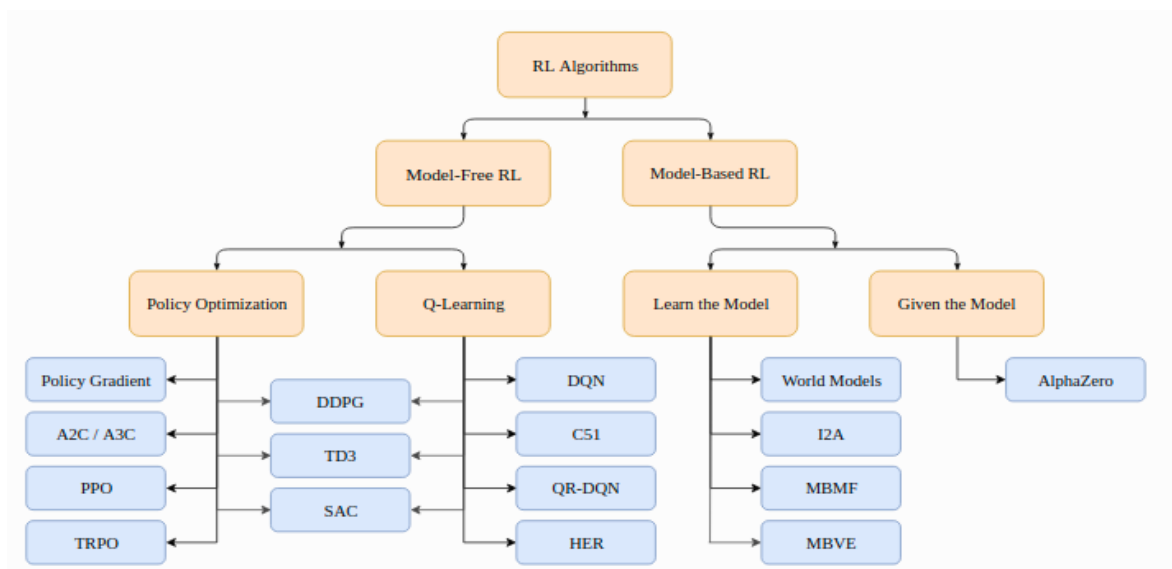 RL Algorithms
Model-Free RL
Model-Based RL
Policy Optimization
Q-Learning
Learn the Model
Given the Model
Policy Gradient
A2C / A3C
PPO
TRPO
DDPG
TD3
SAC
DQN
C51
QR-DQN
HER
World Models
I2A
MBMF
MBVE
AlphaZero